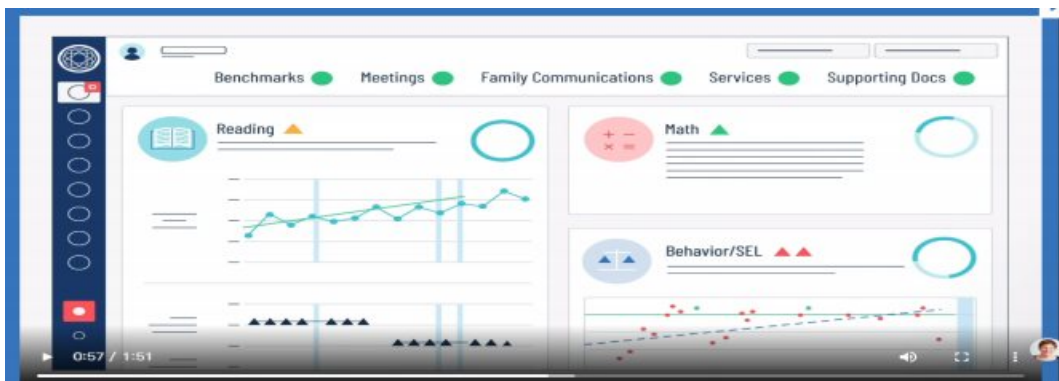 Benchmarks Meetings Family Communications Services Supporting Docs
Reading
Math
+ −
× =
Behavior/SEL
0:57 / 1:51